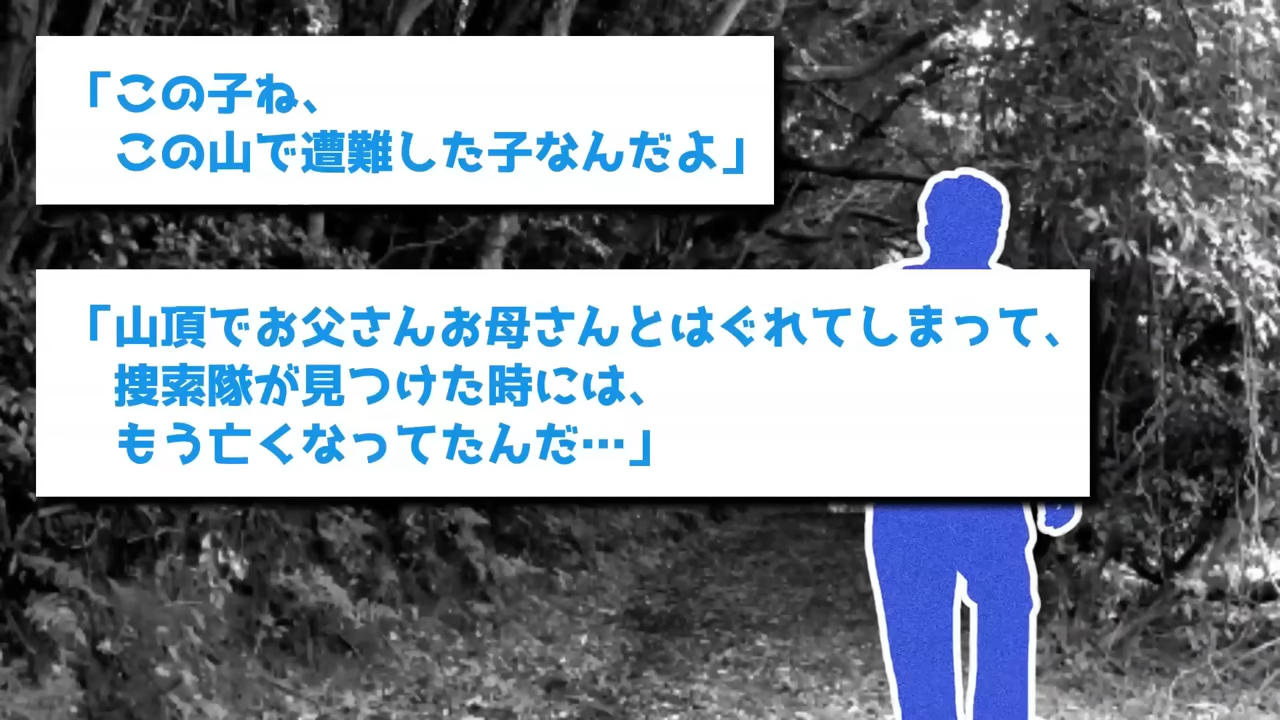 「この子ね、
この山で遭難した子なんだよ」
「山頂でお父さんお母さんとはぐれてしまって、
捜索隊が見つけた時には、
もう亡くなってたんだ…」